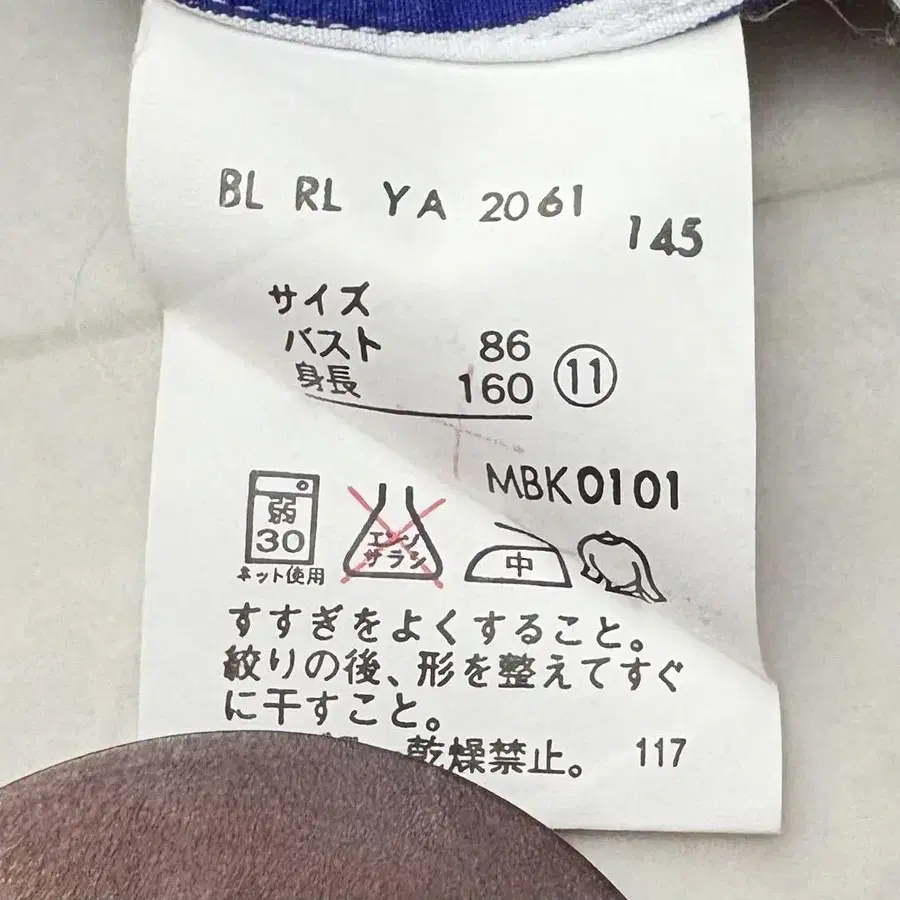 BL RL YA 2061
145
サイズ
バスト 86
身長 160 ⑪
MBK0101
弱
30
ネット使用
エンソ
サラシ
中
すすぎをよくすること。
絞りの後、形を整えてすぐ
に干すこと。
乾燥禁止。 117